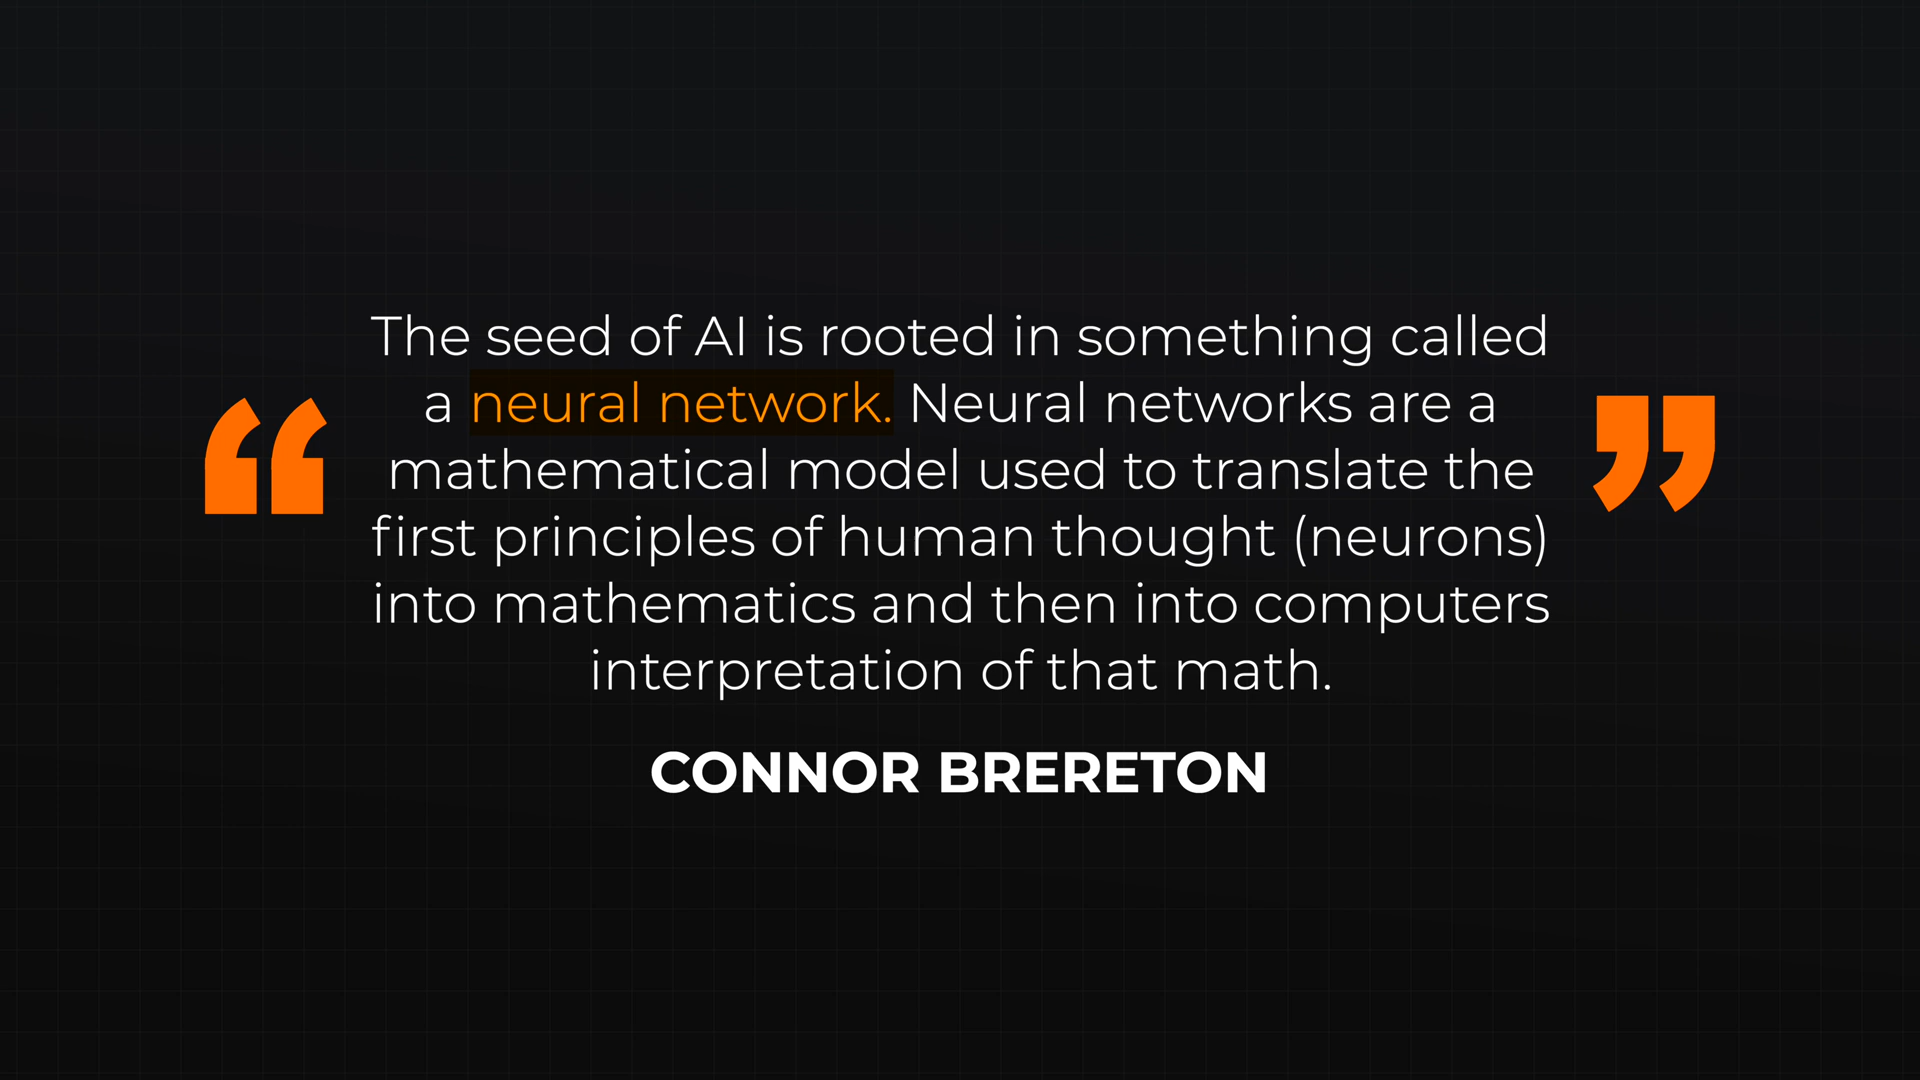 The seed of AI is rooted in something called
a neural network. Neural networks are a
mathematical model used to translate the
first principles of human thought (neurons)
into mathematics and then into computers
interpretation of that math.
CONNOR BRERETON